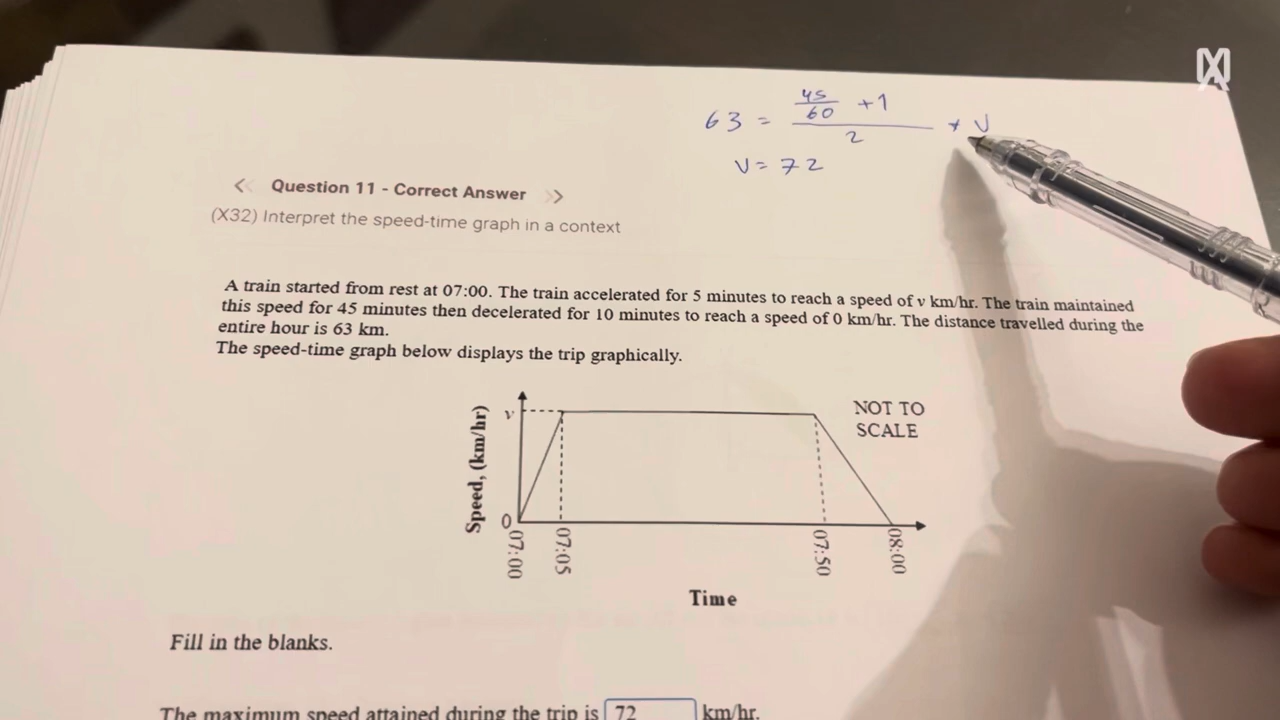 63 = (45/60 + 1)/2 * V
V = 72
Question 11 - Correct Answer
(X32) Interpret the speed-time graph in a context
A train started from rest at 07:00. The train accelerated for 5 minutes to reach a speed of v km/hr. The train maintained
this speed for 45 minutes then decelerated for 10 minutes to reach a speed of 0 km/hr. The distance travelled during the
entire hour is 63 km.
The speed-time graph below displays the trip graphically.
NOT TO
SCALE
Speed, (km/hr)
v
0
07:00
07:05
07:50
08:00
Time
Fill in the blanks.
The maximum speed attained during the trip is 72 km/hr.